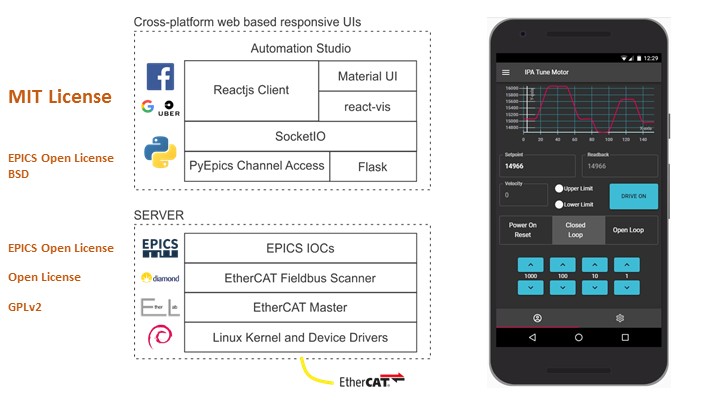 Cross-platform web based responsive UIs
Automation Studio
Reactjs Client
Material UI
react-vis
MIT License
UBER
SocketIO
EPICS Open License
BSD
PyEpics Channel Access
Flask
SERVER
EPICS Open License
EPICS
EPICS IOCs
Open License
diamond
EtherCAT Fieldbus Scanner
GPLv2
EtherCAT Master
Linux Kernel and Device Drivers
EtherCAT
12:29
IPA Tune Motor
16000
15800
15600
15400
15200
15000
14800
0 20 40 60 80 100 120 140
Setpoint
14966
Readback
14966
Velocity
0
Upper Limit
Lower Limit
DRIVE ON
Power On
Reset
Closed
Loop
Open Loop
1000 100 10 1